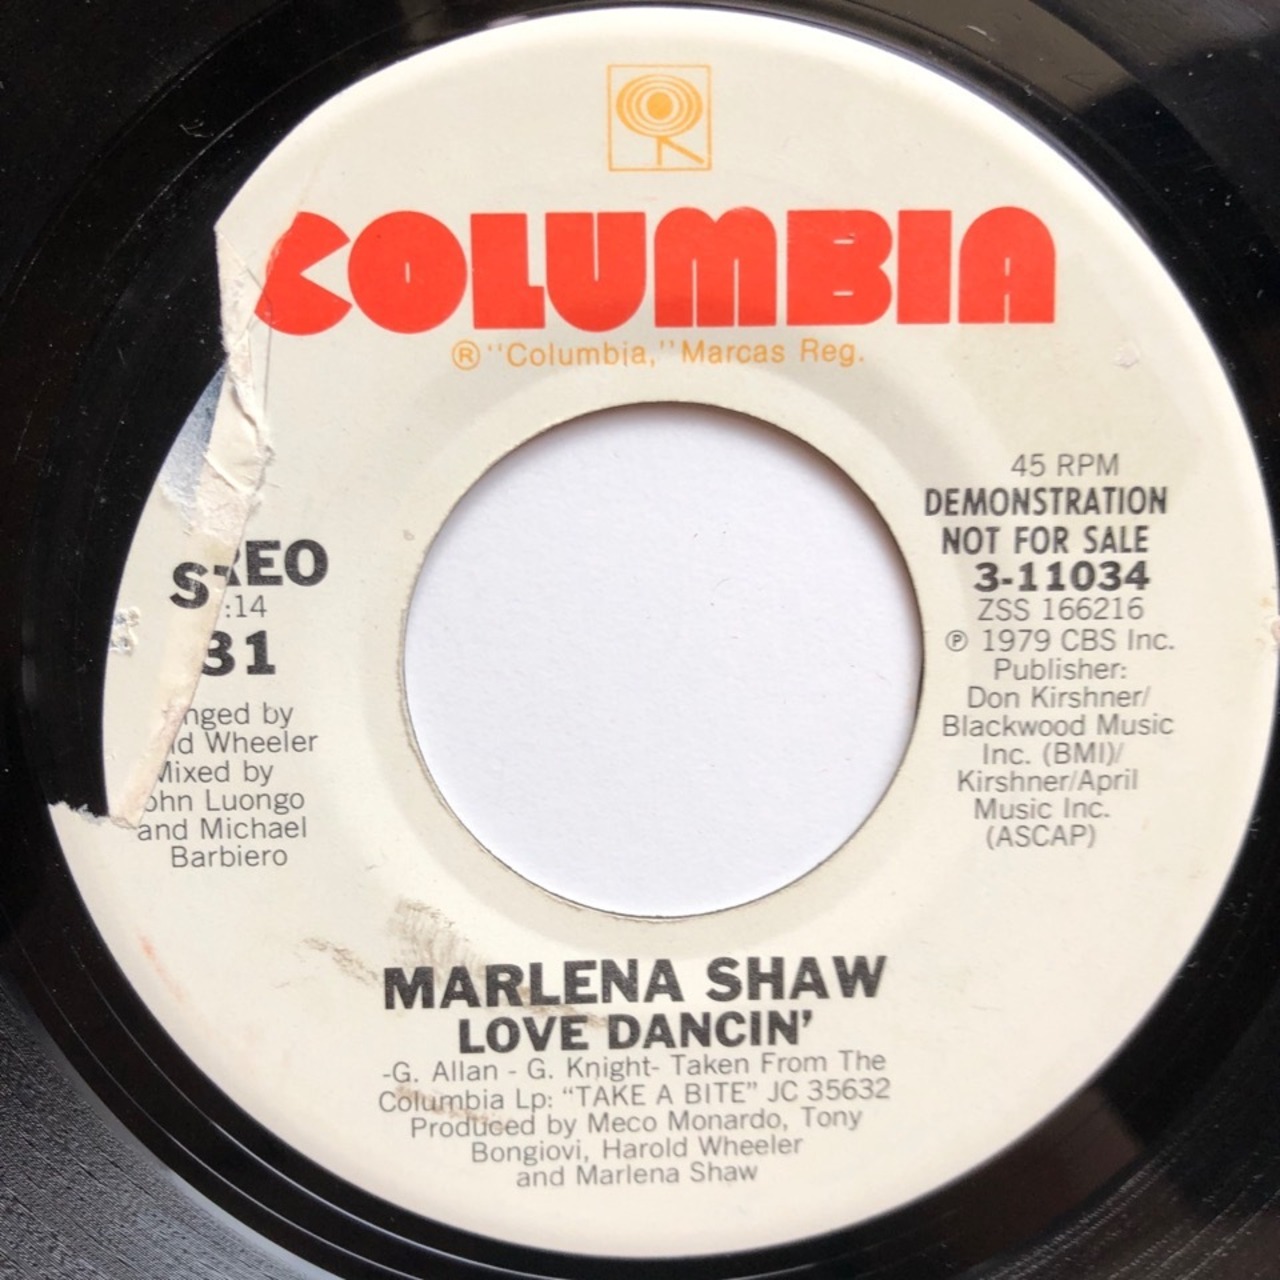 COLUMBIA
® "Columbia," Marcas Reg.
:14
31
by
Wheeler
by
Luongo
and Michael
Barbiero
45 RPM
DEMONSTRATION
NOT FOR SALE
3-11034
ZSS 166216
℗ 1979 CBS Inc.
Publisher:
Don Kirshner/
Blackwood Music
Inc. (BMI)/
Kirshner/April
Music Inc.
(ASCAP)
MARLENA SHAW
LOVE DANCIN'
-G. Allan - G. Knight- Taken From The
Columbia Lp: "TAKE A BITE" JC 35632
Produced by Meco Monardo, Tony
Bongiovi, Harold Wheeler
and Marlena Shaw